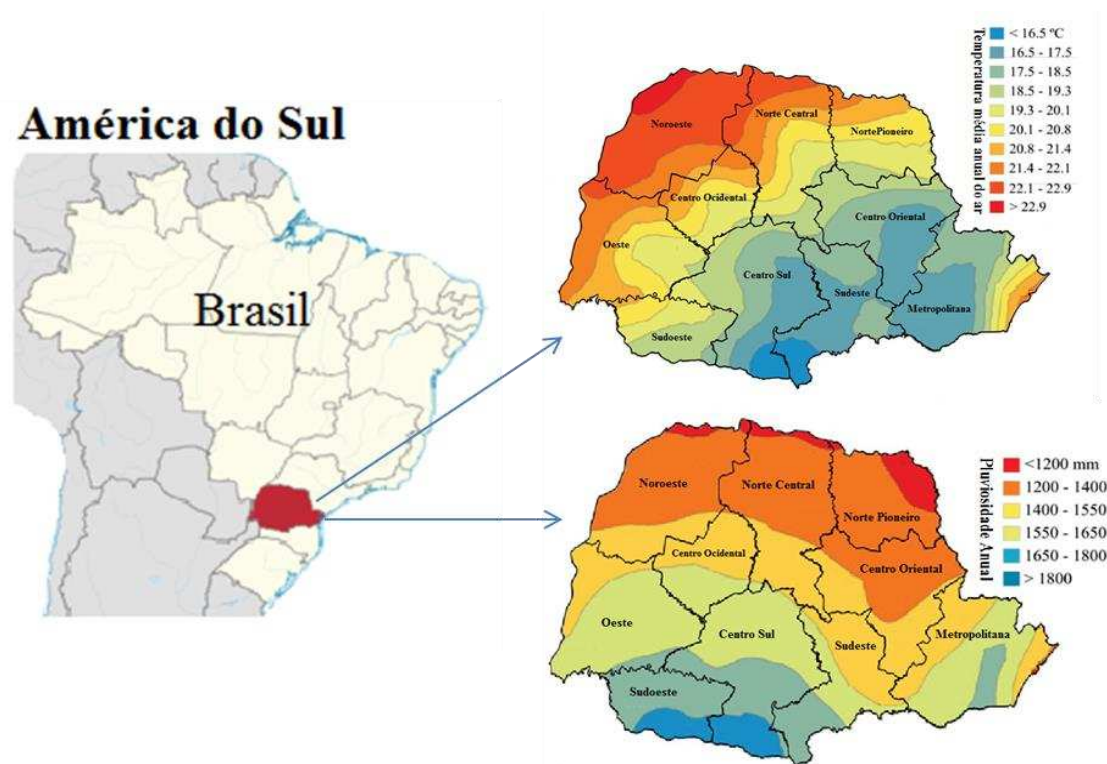 América do Sul
Brasil
Temperatura média anual do ar
< 16.5 ºC
16.5 - 17.5
17.5 - 18.5
18.5 - 19.3
19.3 - 20.1
20.1 - 20.8
20.8 - 21.4
21.4 - 22.1
22.1 - 22.9
> 22.9
Noroeste
Norte Central
NortePioneiro
Centro Ocidental
Centro Oriental
Oeste
Centro Sul
Sudeste
Metropolitana
Sudoeste
Pluviosidade Anual
<1200 mm
1200 - 1400
1400 - 1550
1550 - 1650
1650 - 1800
> 1800
Noroeste
Norte Central
Norte Pioneiro
Centro Ocidental
Centro Oriental
Oeste
Centro Sul
Sudeste
Metropolitana
Sudoeste